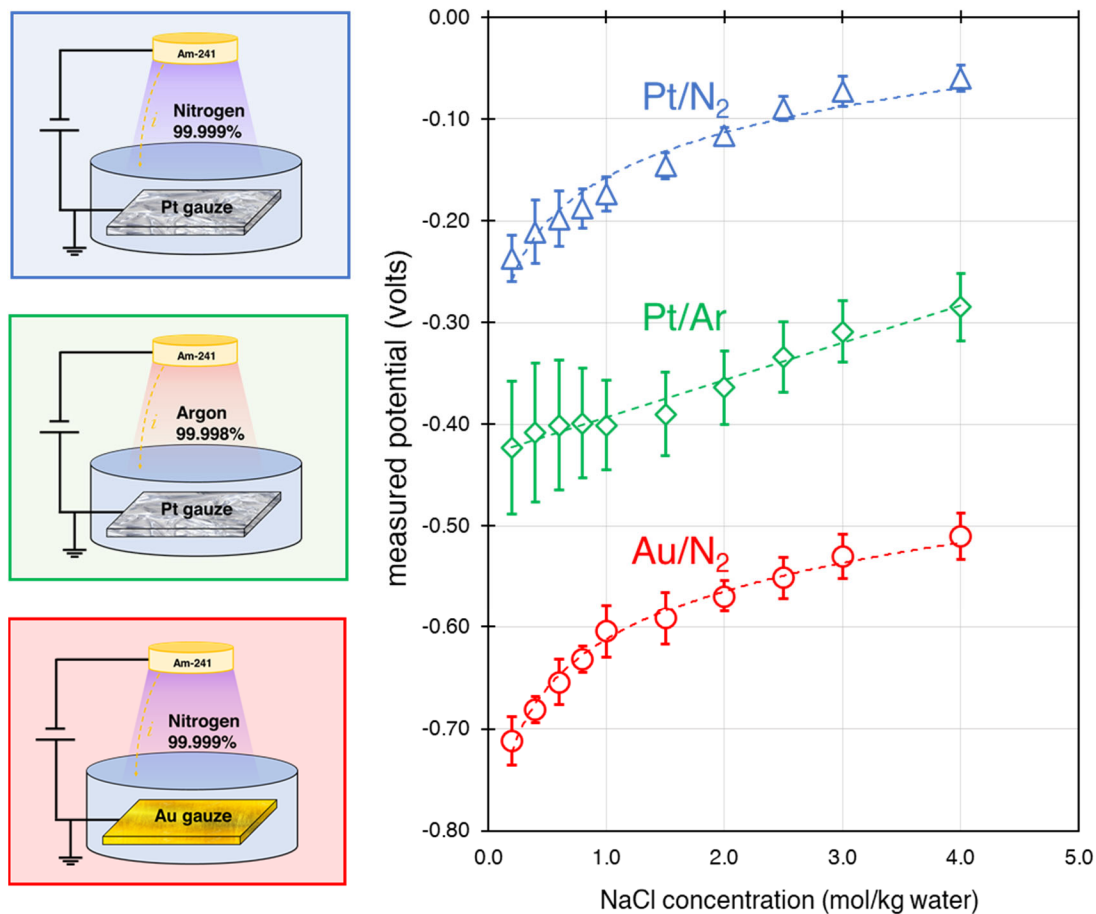 Am-241
Nitrogen
99.999%
Pt gauze
Am-241
Argon
99.998%
Pt gauze
Am-241
Nitrogen
99.999%
Au gauze
measured potential (volts)
0.00
-0.10
-0.20
-0.30
-0.40
-0.50
-0.60
-0.70
-0.80
Pt/N₂
Pt/Ar
Au/N₂
0.0 1.0 2.0 3.0 4.0 5.0
NaCl concentration (mol/kg water)